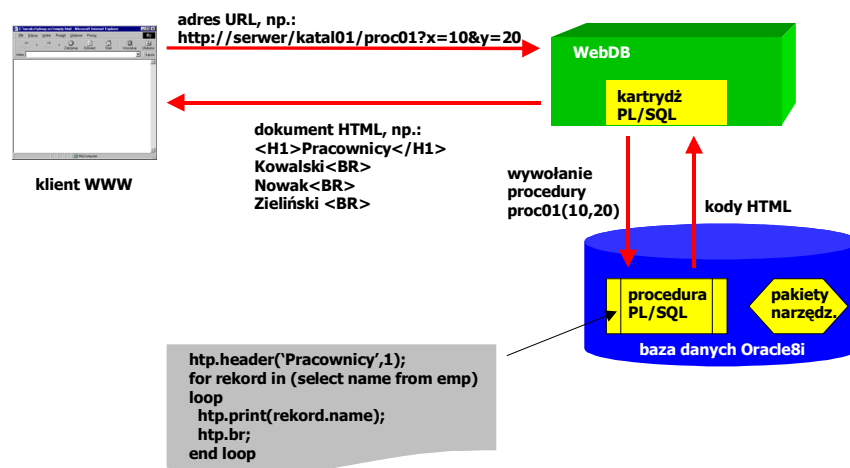 adres URL, np.:
http://serwer/katal01/proc01?x=10&y=20
WebDB
kartrydż
PL/SQL
dokument HTML, np.:
<H1>Pracownicy</H1>
Kowalski<BR>
Nowak<BR>
Zieliński <BR>
klient WWW
wywołanie
procedury
proc01(10,20)
kody HTML
procedura
PL/SQL
pakiety
narzędz.
baza danych Oracle8i
htp.header(‘Pracownicy’,1);
for rekord in (select name from emp)
loop
htp.print(rekord.name);
htp.br;
end loop